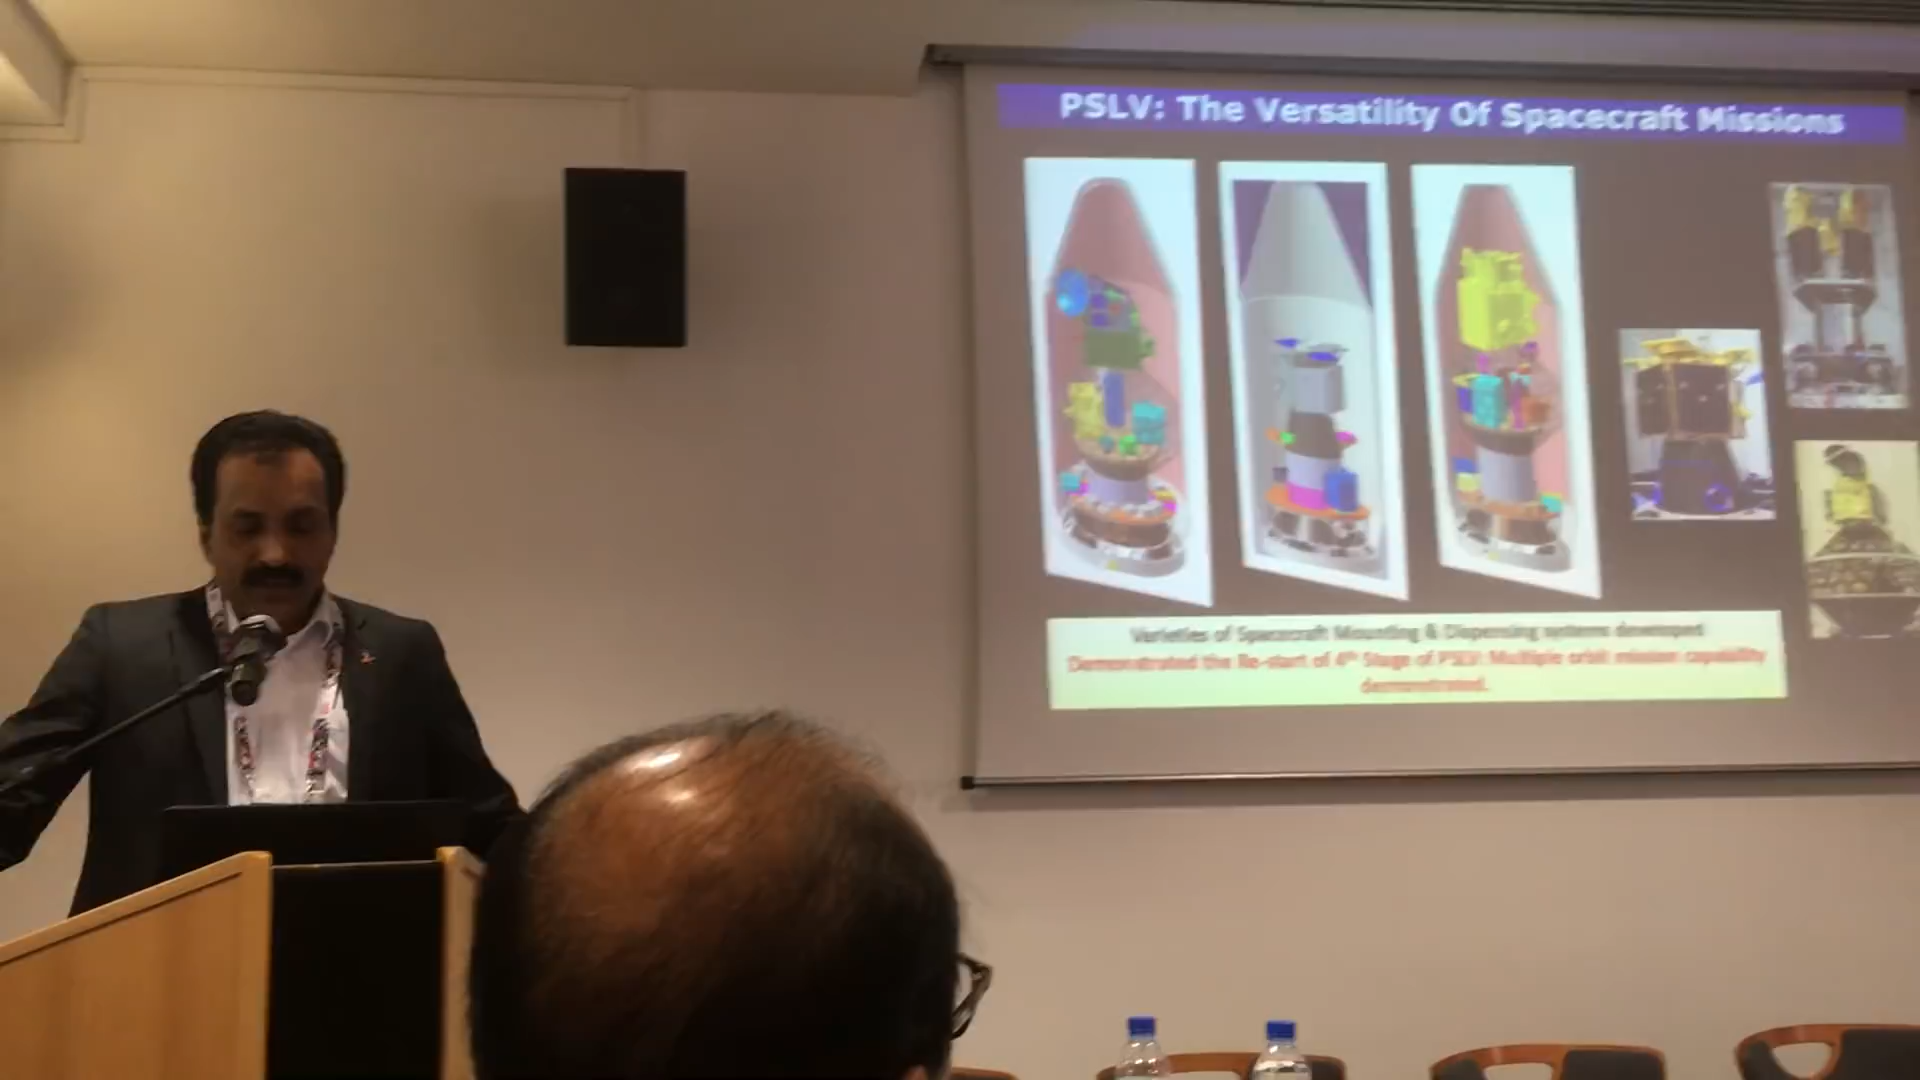 PSLV: The Versatility Of Spacecraft Missions
Varieties of Spacecraft Mounting & Dispensing systems developed
Demonstrated the Re-start of 4th Stage of PSLV: Multiple orbit mission capability
demonstrated.